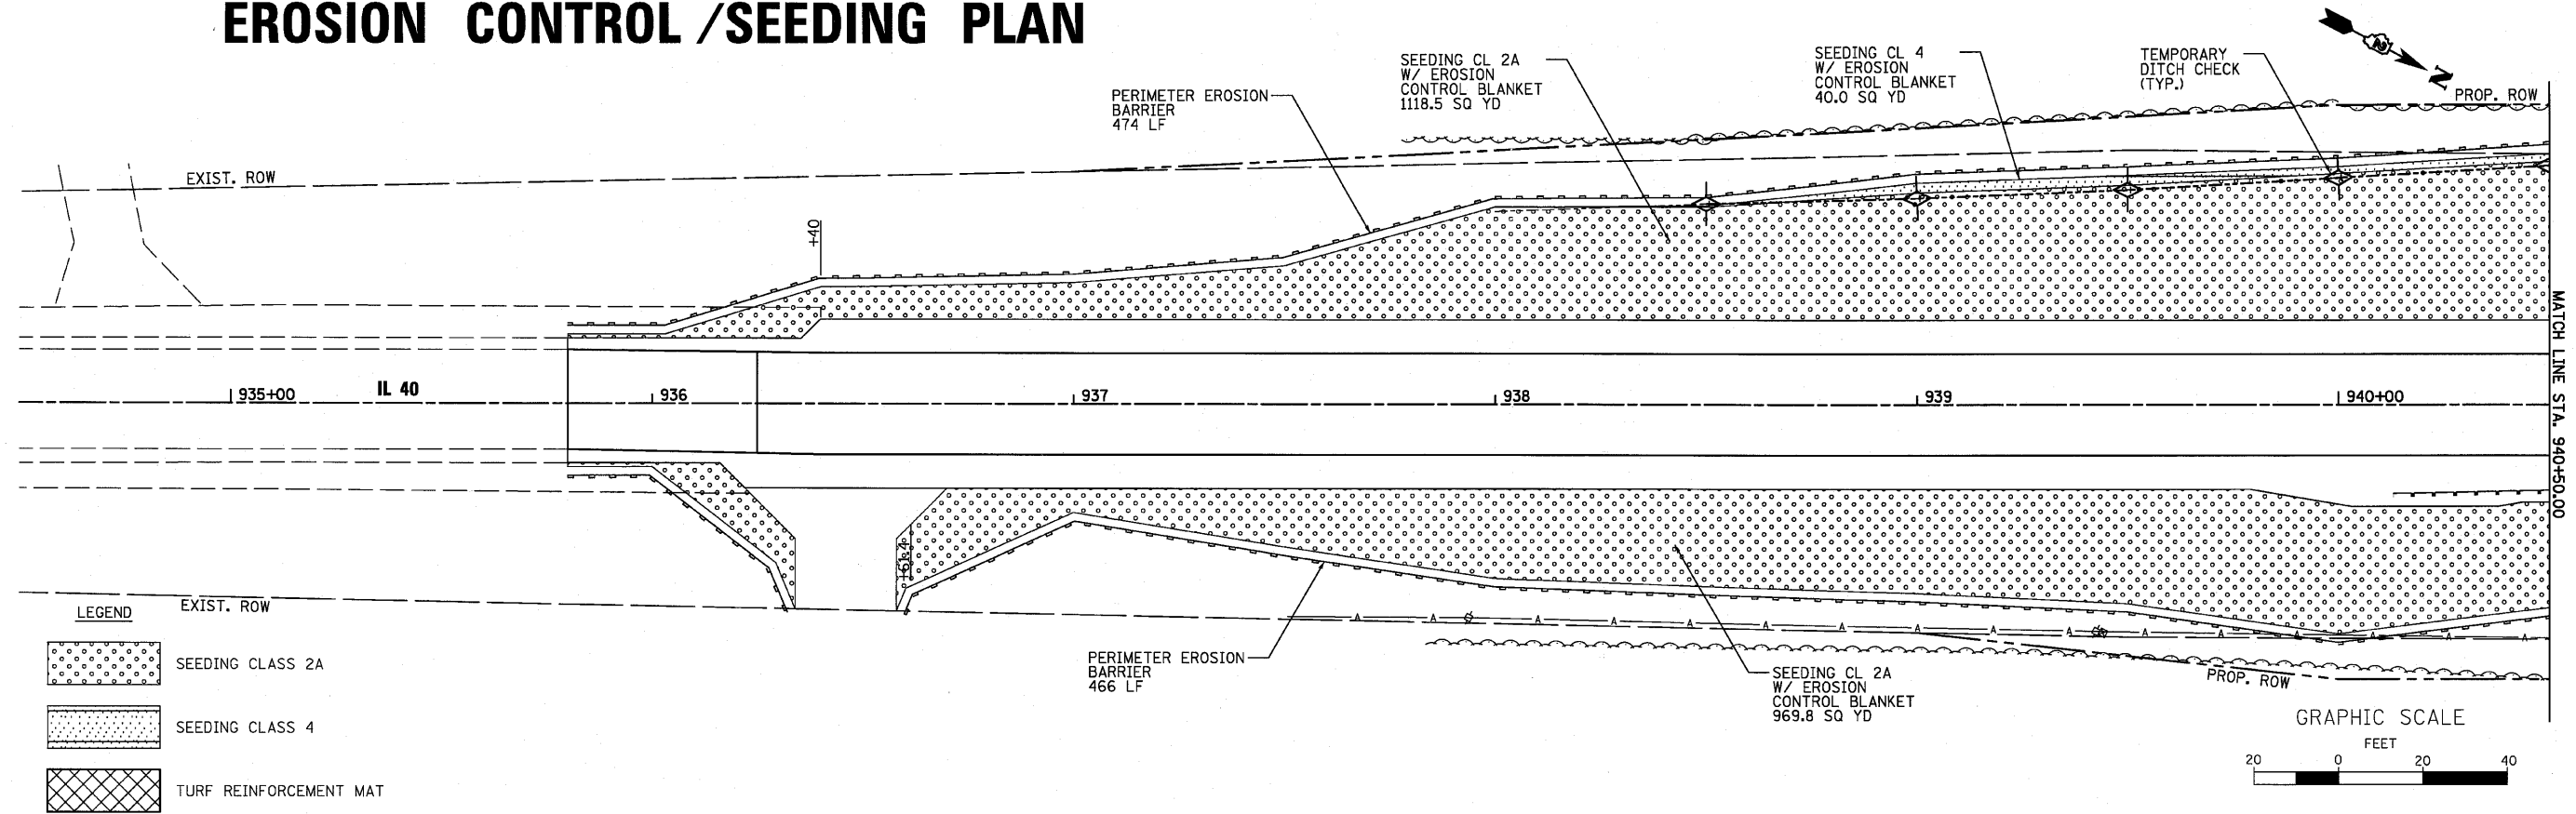 EROSION CONTROL /SEEDING PLAN
SEEDING CL 2A
W/ EROSION
CONTROL BLANKET
1118.5 SQ YD
SEEDING CL 4
W/ EROSION
CONTROL BLANKET
40.0 SQ YD
TEMPORARY
DITCH CHECK
(TYP.)
N
PERIMETER EROSION
BARRIER
474 LF
PROP. ROW
EXIST. ROW
+40
935+00
IL 40
936
937
938
939
940+00
MATCH LINE STA. 940+50.00
+61.4
EXIST. ROW
LEGEND
SEEDING CLASS 2A
SEEDING CLASS 4
TURF REINFORCEMENT MAT
A A A A A A A A A A A A A A A A
PERIMETER EROSION
BARRIER
466 LF
SEEDING CL 2A
W/ EROSION
CONTROL BLANKET
969.8 SQ YD
PROP. ROW
GRAPHIC SCALE
FEET
20 0 20 40